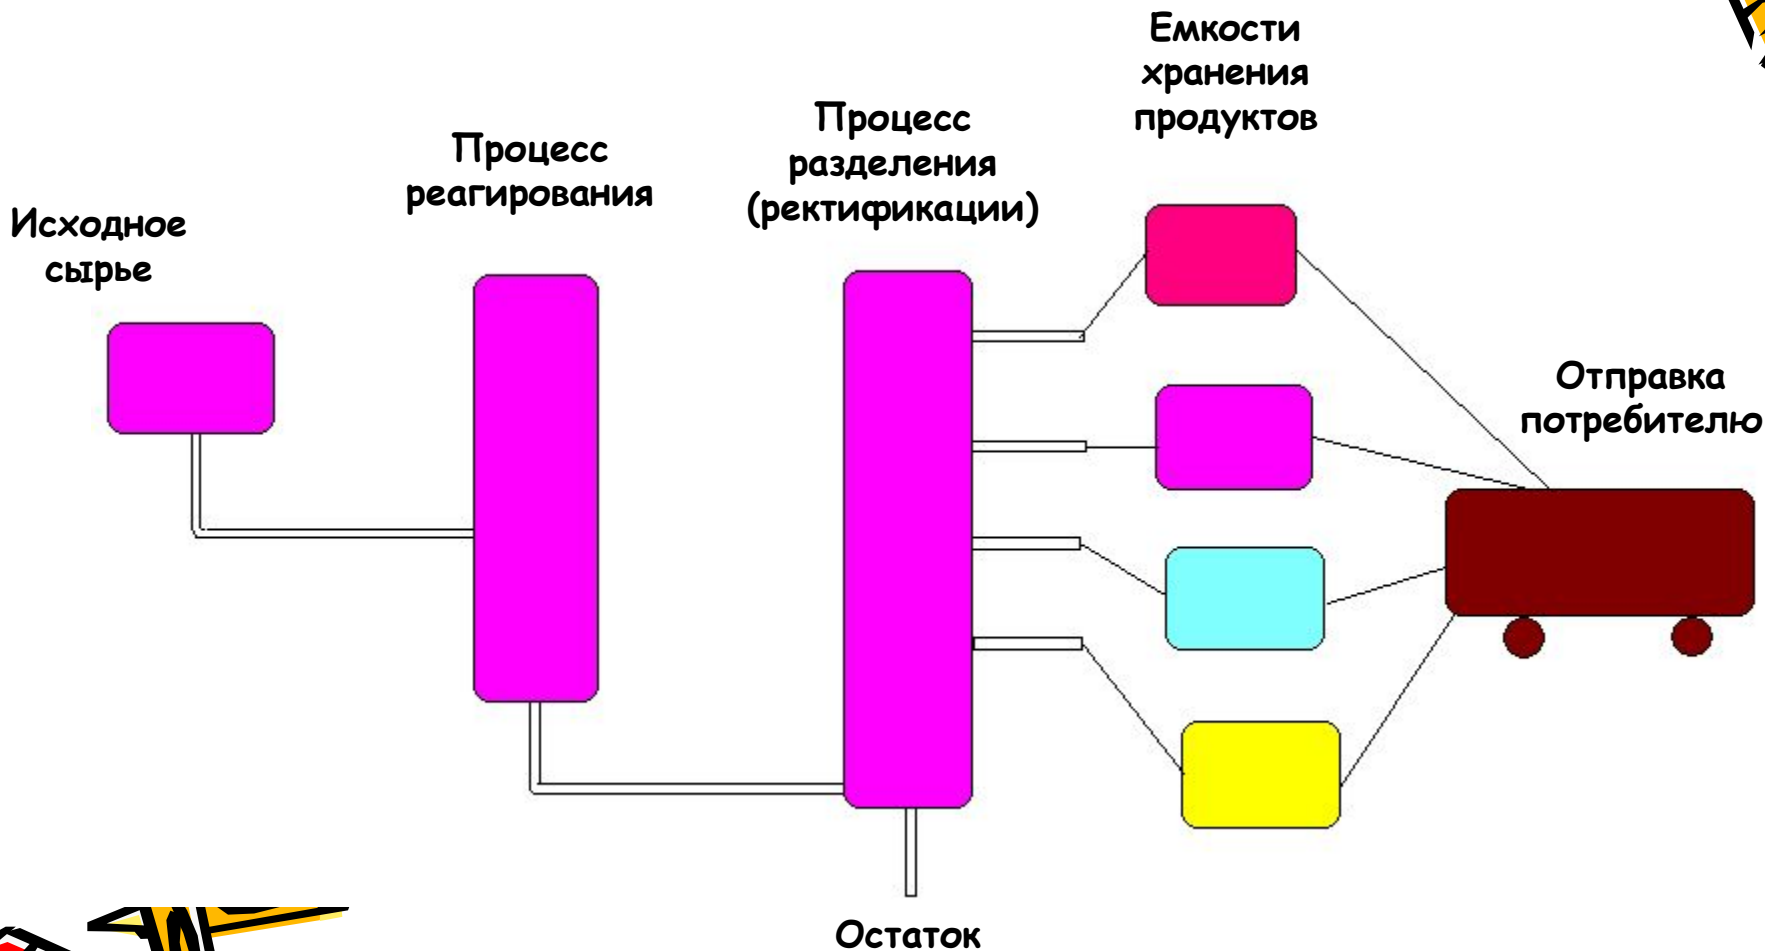 Исходное
сырье
Процесс
реагирования
Процесс
разделения
(ректификации)
Емкости
хранения
продуктов
Отправка
потребителю
Остаток